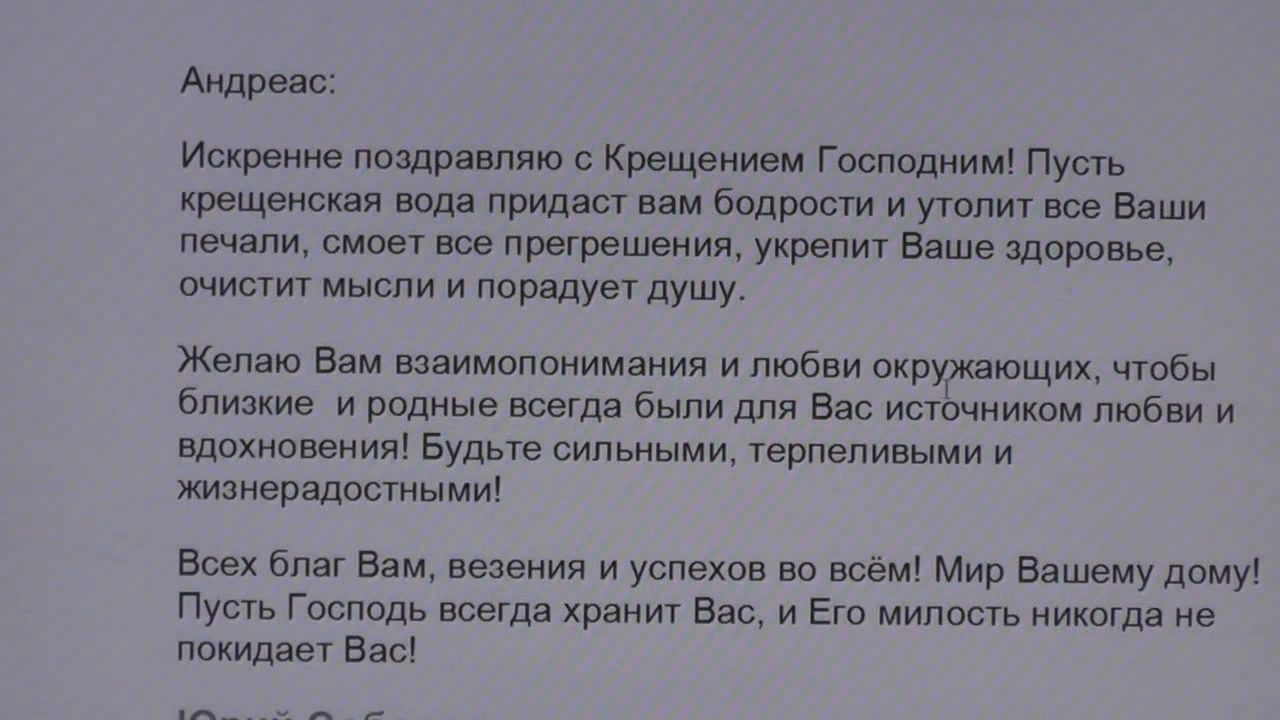 Андреас:
Искренне поздравляю с Крещением Господним! Пусть
крещенская вода придаст вам бодрости и утолит все Ваши
печали, смоет все прегрешения, укрепит Ваше здоровье,
очистит мысли и порадует душу.
Желаю Вам взаимопонимания и любви окружающих, чтобы
близкие  и родные всегда были для Вас источником любви и
вдохновения! Будьте сильными, терпеливыми и
жизнерадостными!
Всех благ Вам, везения и успехов во всём! Мир Вашему дому!
Пусть Господь всегда хранит Вас, и Его милость никогда не
покидает Вас!
Юрий